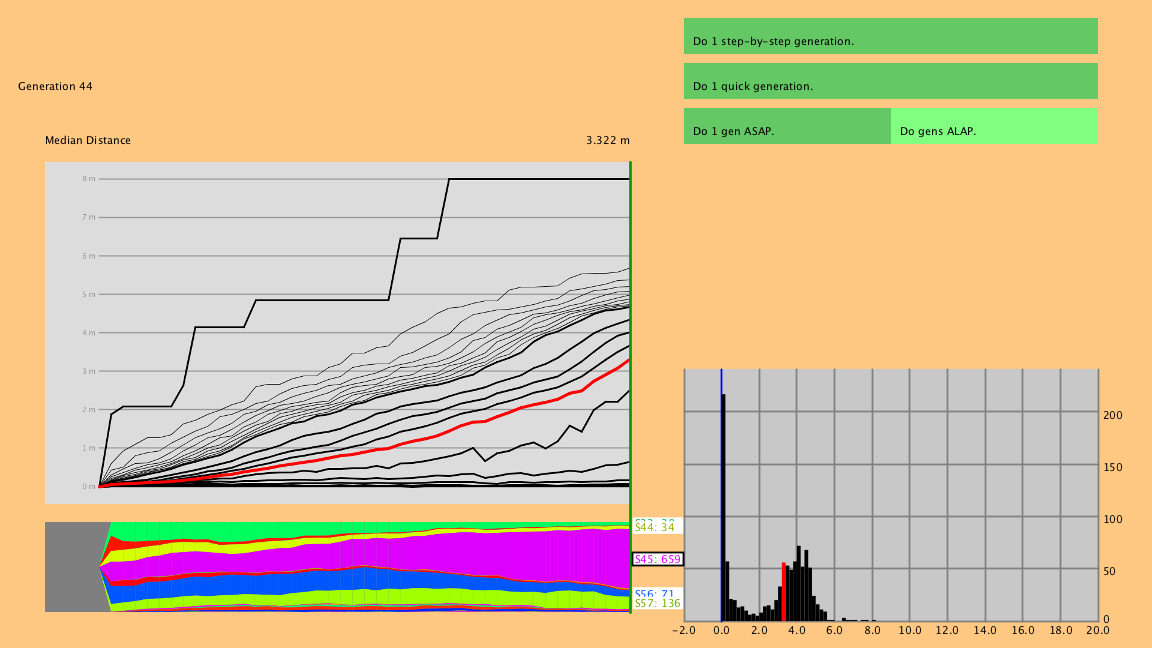 Do 1 step-by-step generation.
Generation 44
Do 1 quick generation.
Do 1 gen ASAP.
Do gens ALAP.
Median Distance
3.322 m
8 m
7 m
6 m
5 m
4 m
3 m
2 m
1 m
0 m
S44: 34
S45: 659
S56: 71
S57: 136
200
150
100
50
0
-2.0 0.0 2.0 4.0 6.0 8.0 10.0 12.0 14.0 16.0 18.0 20.0